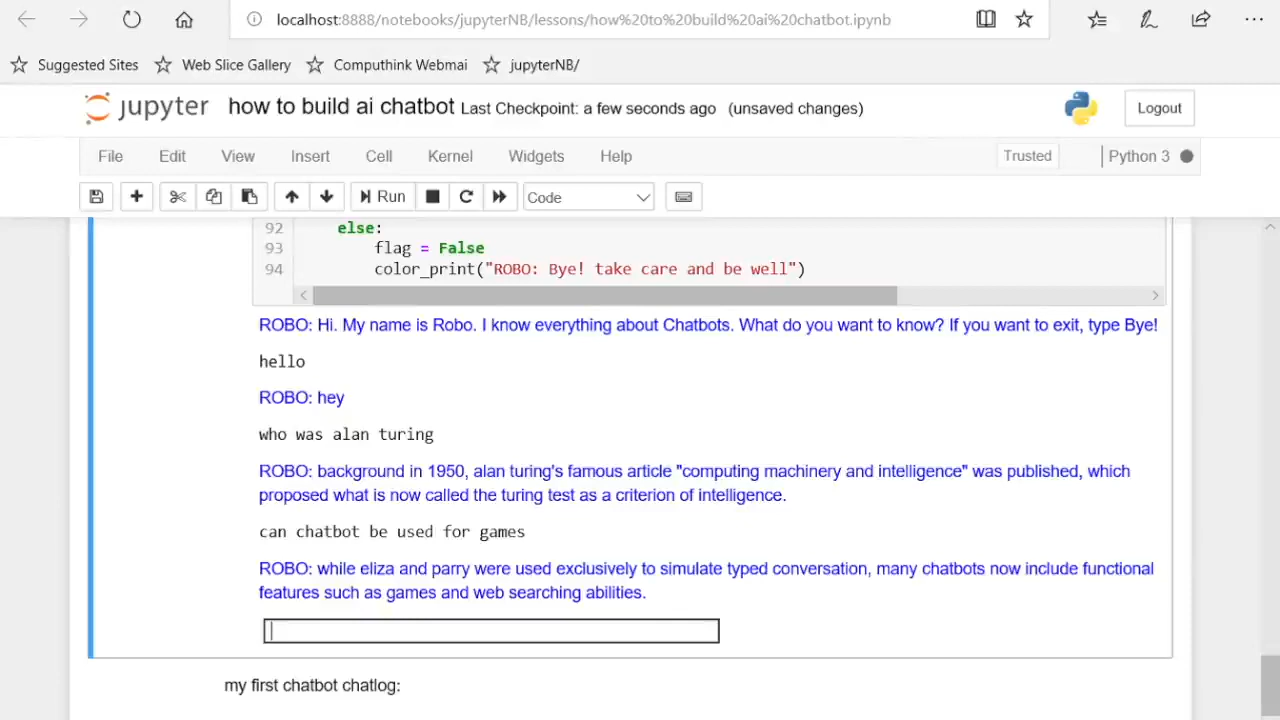 localhost:8888/notebooks/jupyterNB/lessons/how%20to%20build%20ai%20chatbot.ipynb
Suggested Sites Web Slice Gallery Computhink Webmai jupyterNB/
jupyter how to build ai chatbot Last Checkpoint: a few seconds ago (unsaved changes) Logout
File Edit View Insert Cell Kernel Widgets Help Trusted Python 3
Run Code
92 else:
93 flag = False
94 color_print("ROBO: Bye! take care and be well")
ROBO: Hi. My name is Robo. I know everything about Chatbots. What do you want to know? If you want to exit, type Bye!
hello
ROBO: hey
who was alan turing
ROBO: background in 1950, alan turing's famous article "computing machinery and intelligence" was published, which
proposed what is now called the turing test as a criterion of intelligence.
can chatbot be used for games
ROBO: while eliza and parry were used exclusively to simulate typed conversation, many chatbots now include functional
features such as games and web searching abilities.
my first chatbot chatlog: